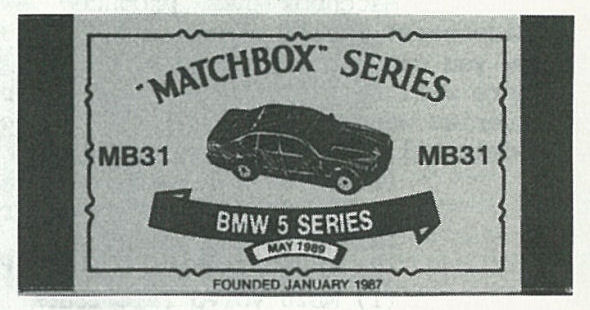 "MATCHBOX" SERIES
MB31 MB31
BMW 5 SERIES
MAY 1989
FOUNDED JANUARY 1987